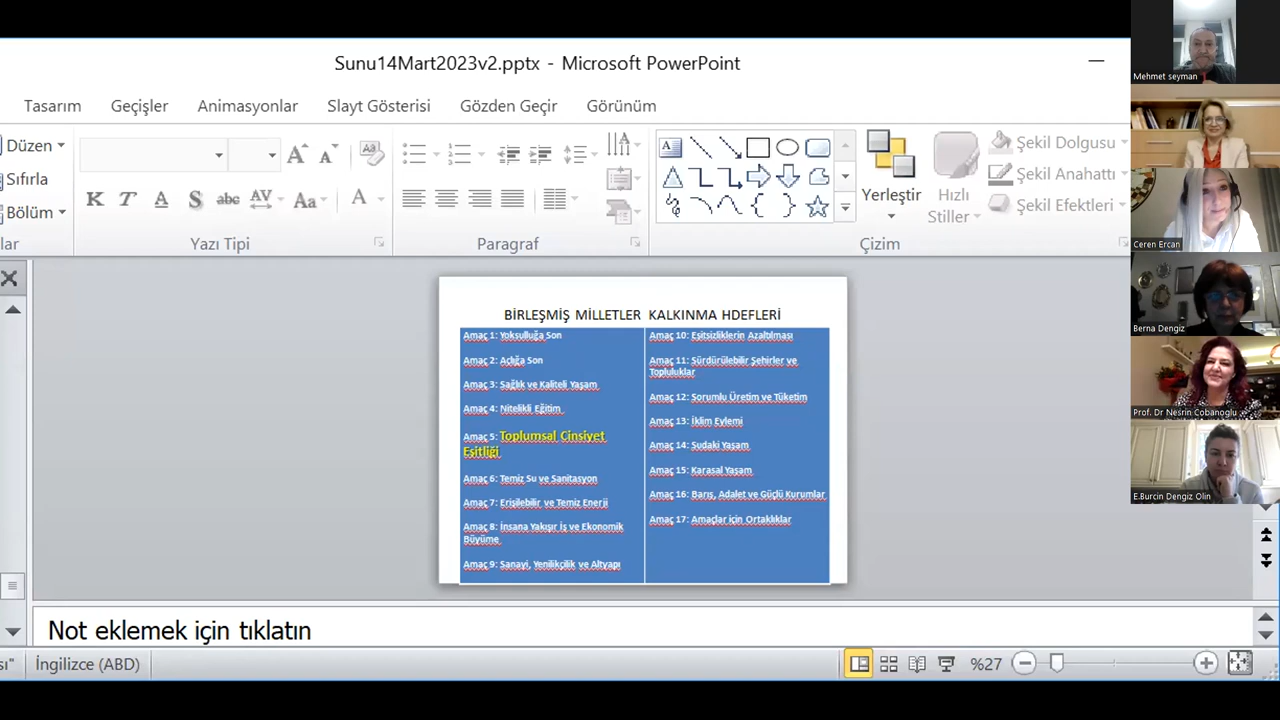 Sunu14Mart2023v2.pptx - Microsoft PowerPoint
Tasarım Geçişler Animasyonlar Slayt Gösterisi Gözden Geçir Görünüm
Düzen
Sıfırla
Bölüm
lar
Yazı Tipi
Paragraf
Yerleştir
Hızlı
Stiller
Şekil Dolgusu
Şekil Anahattı
Şekil Efektleri
Çizim
BİRLEŞMİŞ MİLLETLER KALKINMA HDEFLERİ
Amaç 1: Yoksulluğa Son
Amaç 2: Açlığa Son
Amaç 3: Sağlık ve Kaliteli Yaşam
Amaç 4: Nitelikli Eğitim
Amaç 5: Toplumsal Cinsiyet
Eşitliği
Amaç 6: Temiz Su ve Sanitasyon
Amaç 7: Erişilebilir ve Temiz Enerji
Amaç 8: İnsana Yakışır İş ve Ekonomik
Büyüme
Amaç 9: Sanayi, Yenilikçilik ve Altyapı
Amaç 10: Eşitsizliklerin Azaltılması
Amaç 11: Sürdürülebilir Şehirler ve
Topluluklar
Amaç 12: Sorumlu Üretim ve Tüketim
Amaç 13: İklim Eylemi
Amaç 14: Sudaki Yaşam
Amaç 15: Karasal Yaşam
Amaç 16: Barış, Adalet ve Güçlü Kurumlar
Amaç 17: Amaçlar için Ortaklıklar
Not eklemek için tıklatın
İngilizce (ABD)
%27
Mehmet seyman
Ceren Ercan
Berna Dengiz
Prof. Dr Nesrin Cobanoglu
E.Burcin Dengiz Olin